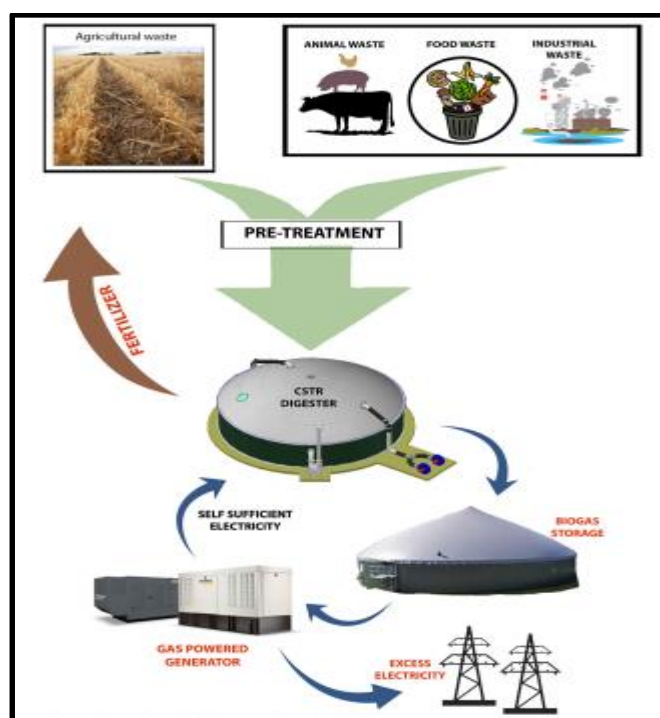 Agricultural waste
ANIMAL WASTE
FOOD WASTE
INDUSTRIAL
WASTE
PRE-TREATMENT
FERTILIZER
CSTR
DIGESTER
SELF SUFFICIENT
ELECTRICITY
BIOGAS
STORAGE
GAS POWERED
GENERATOR
EXCESS
ELECTRICITY